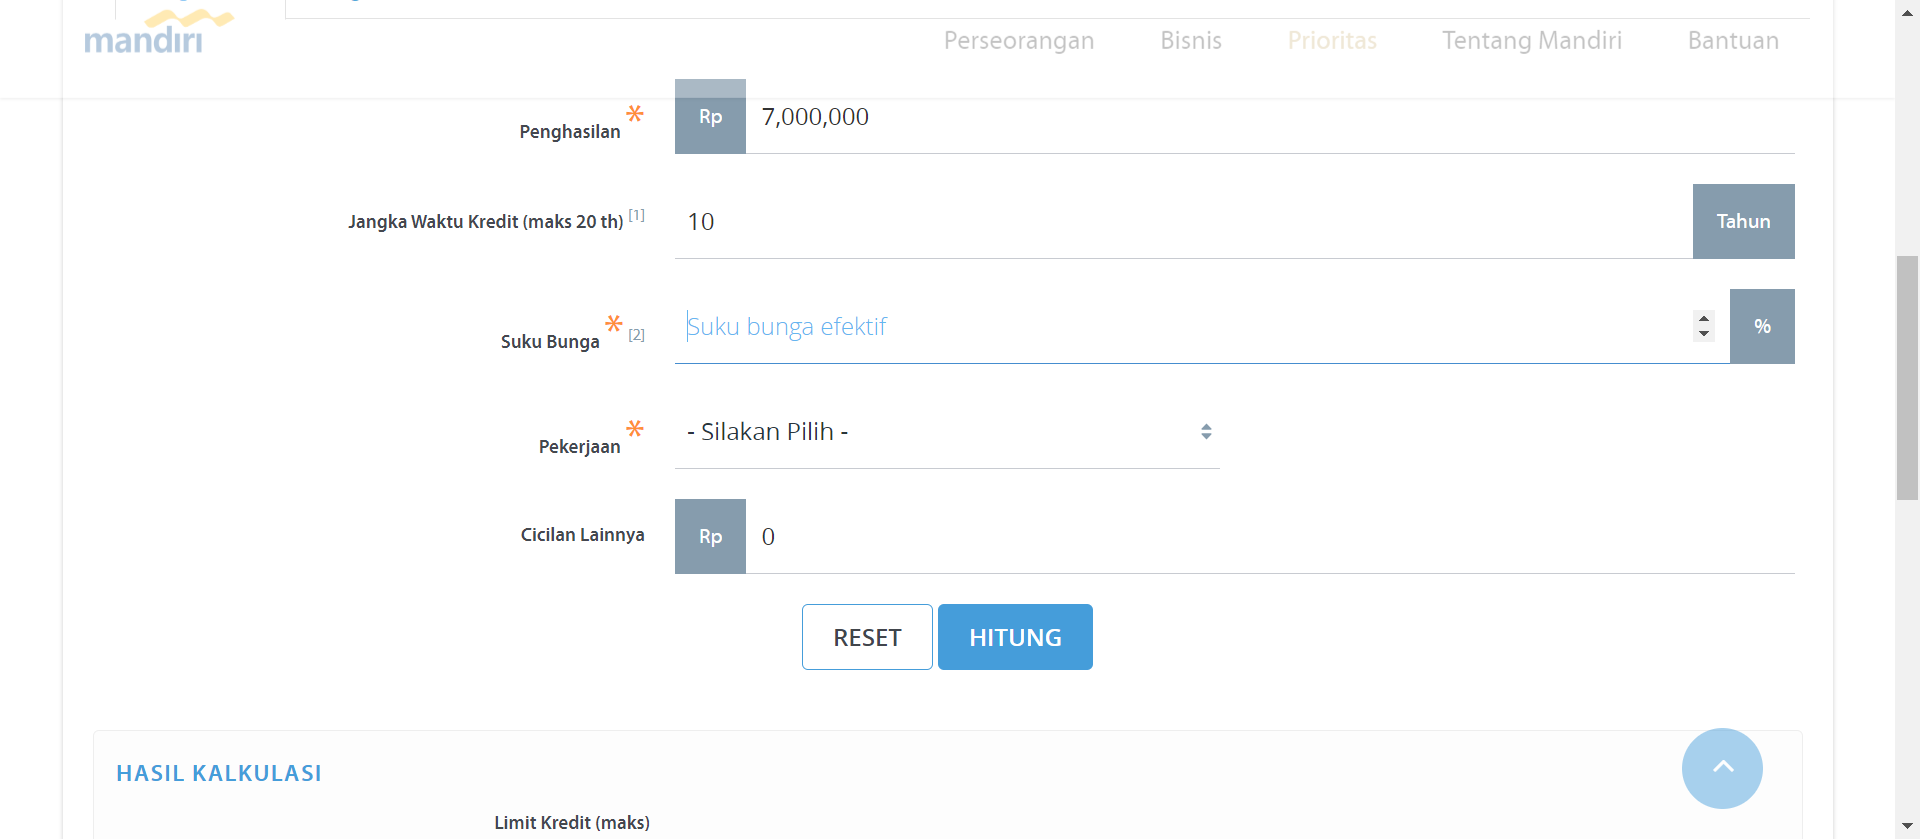 mandiri
Perseorangan Bisnis Prioritas Tentang Mandiri Bantuan
Penghasilan * Rp 7,000,000
Jangka Waktu Kredit (maks 20 th) [1] 10 Tahun
Suku Bunga * [2] Suku bunga efektif %
Pekerjaan * - Silakan Pilih -
Cicilan Lainnya Rp 0
RESET HITUNG
HASIL KALKULASI
Limit Kredit (maks)